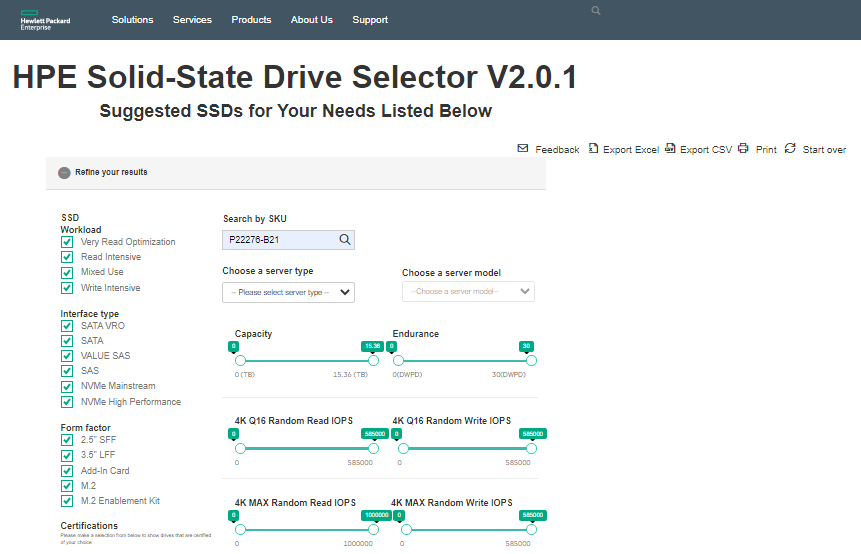 Hewlett Packard
Enterprise
Solutions Services Products About Us Support
HPE Solid-State Drive Selector V2.0.1
Suggested SSDs for Your Needs Listed Below
Feedback Export Excel Export CSV Print Start over
Refine your results
SSD
Workload
Very Read Optimization
Read Intensive
Mixed Use
Write Intensive
Interface type
SATA VRO
SATA
VALUE SAS
SAS
NVMe Mainstream
NVMe High Performance
Form factor
2.5" SFF
3.5" LFF
Add-In Card
M.2
M.2 Enablement Kit
Certifications
Please make a selection from below to show drives that are certified
of your choice
Search by SKU
P22276-B21
Choose a server type Choose a server model
-- Please select server type -- --Choose a server model--
Capacity Endurance
0 15.36 0 30
0 (TB) 15.36 (TB) 0(DWPD) 30(DWPD)
4K Q16 Random Read IOPS 4K Q16 Random Write IOPS
0 585000 0 585000
0 585000 0 585000
4K MAX Random Read IOPS 4K MAX Random Write IOPS
0 1000000 0 585000
0 1000000 0 585000